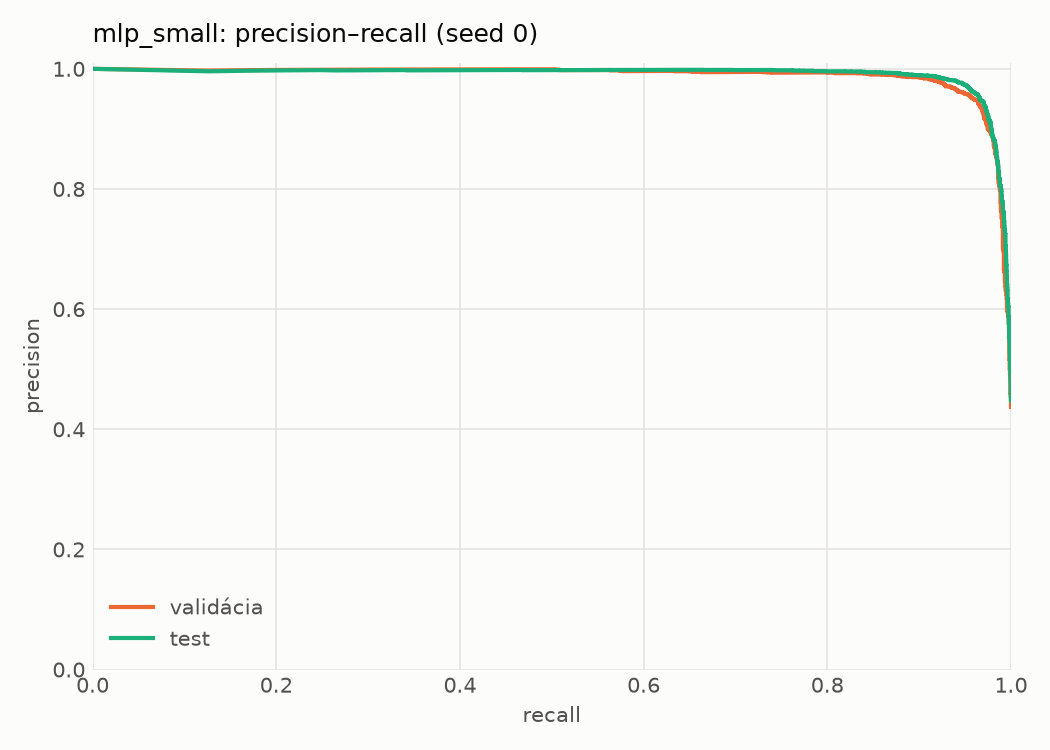 mlp_small: precision–recall (seed 0)
1.0
0.8
0.6
0.4
0.2
0.0
precision
validácia
test
0.0 0.2 0.4 0.6 0.8 1.0
recall